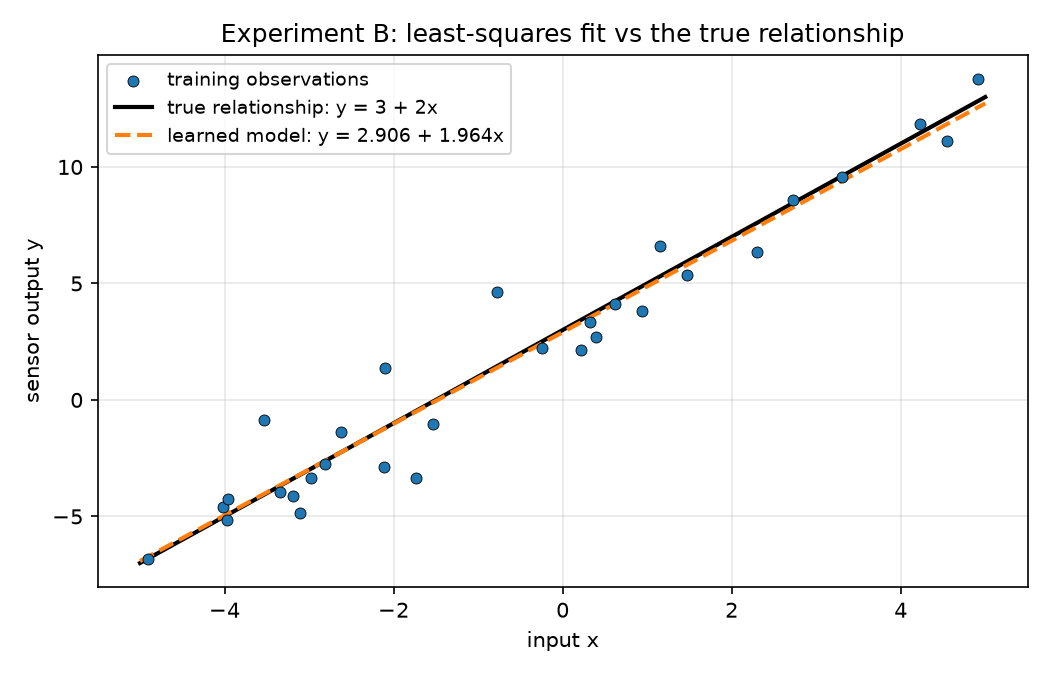 Experiment B: least-squares fit vs the true relationship
training observations
true relationship: y = 3 + 2x
learned model: y = 2.906 + 1.964x
10
5
0
−5
sensor output y
−4
−2
0
2
4
input x